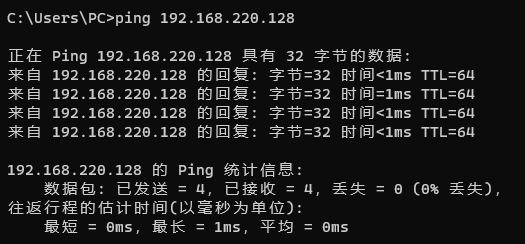 C:\Users\PC>ping 192.168.220.128
正在 Ping 192.168.220.128 具有 32 字节的数据:
来自 192.168.220.128 的回复: 字节=32 时间<1ms TTL=64
来自 192.168.220.128 的回复: 字节=32 时间=1ms TTL=64
来自 192.168.220.128 的回复: 字节=32 时间<1ms TTL=64
来自 192.168.220.128 的回复: 字节=32 时间<1ms TTL=64
192.168.220.128 的 Ping 统计信息:
数据包: 已发送 = 4，已接收 = 4，丢失 = 0 (0% 丢失)，
往返行程的估计时间(以毫秒为单位):
最短 = 0ms，最长 = 1ms，平均 = 0ms